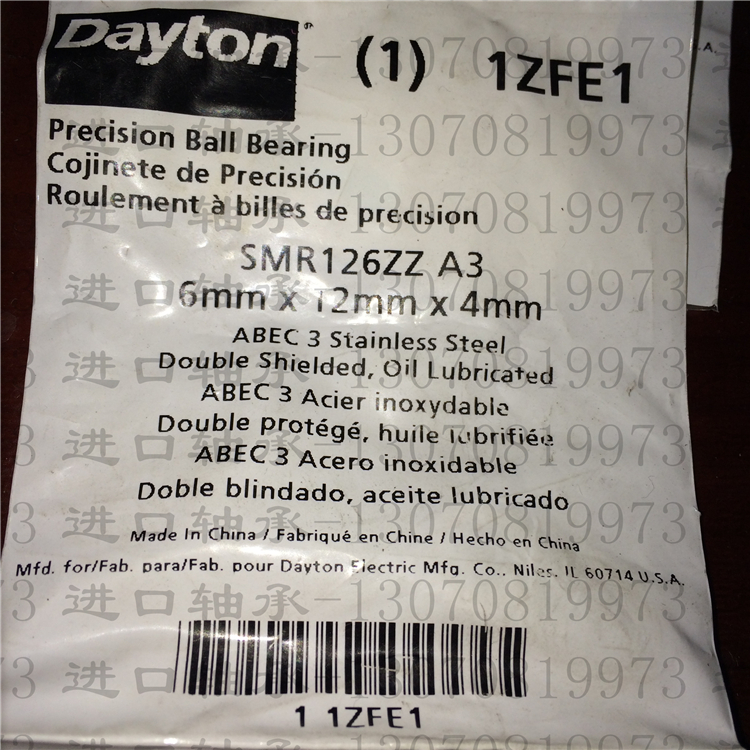 Dayton (1) 1ZFE1
Precision Ball Bearing
Cojinete de Precisión
Roulement à billes de precision
SMR126ZZ A3
6mm x 12mm x 4mm
ABEC 3 Stainless Steel
Double Shielded, Oil Lubricated
ABEC 3 Acier inoxydable
Double protégé, huile lubrifiée
ABEC 3 Acero inoxidable
Doble blindado, aceite lubricado
Made In China / Fabriqué en Chine / Hecho en China
Mfd. for/Fab. para/Fab. pour Dayton Electric Mfg. Co., Niles, IL 60714 U.S.A.
1 1ZFE1
.A.
进口轴承-13070819973